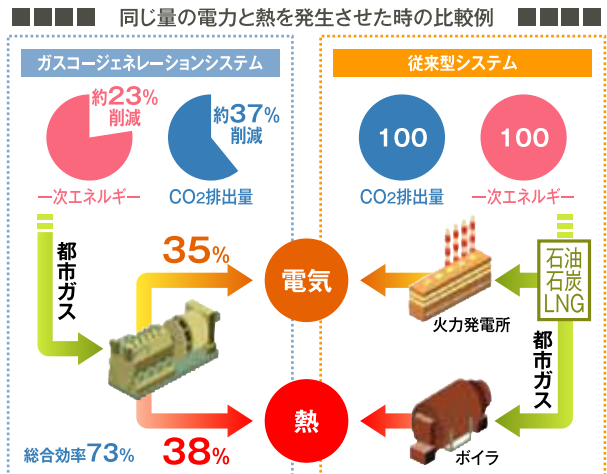 同じ量の電力と熱を発生させた時の比較例
ガスコージェネレーションシステム
従来型システム
約23%
削減
約37%
削減
100
100
一次エネルギー
CO2排出量
CO2排出量
一次エネルギー
都市ガス
35%
電気
火力発電所
石油
石炭
LNG
都市ガス
熱
ボイラ
38%
総合効率73%